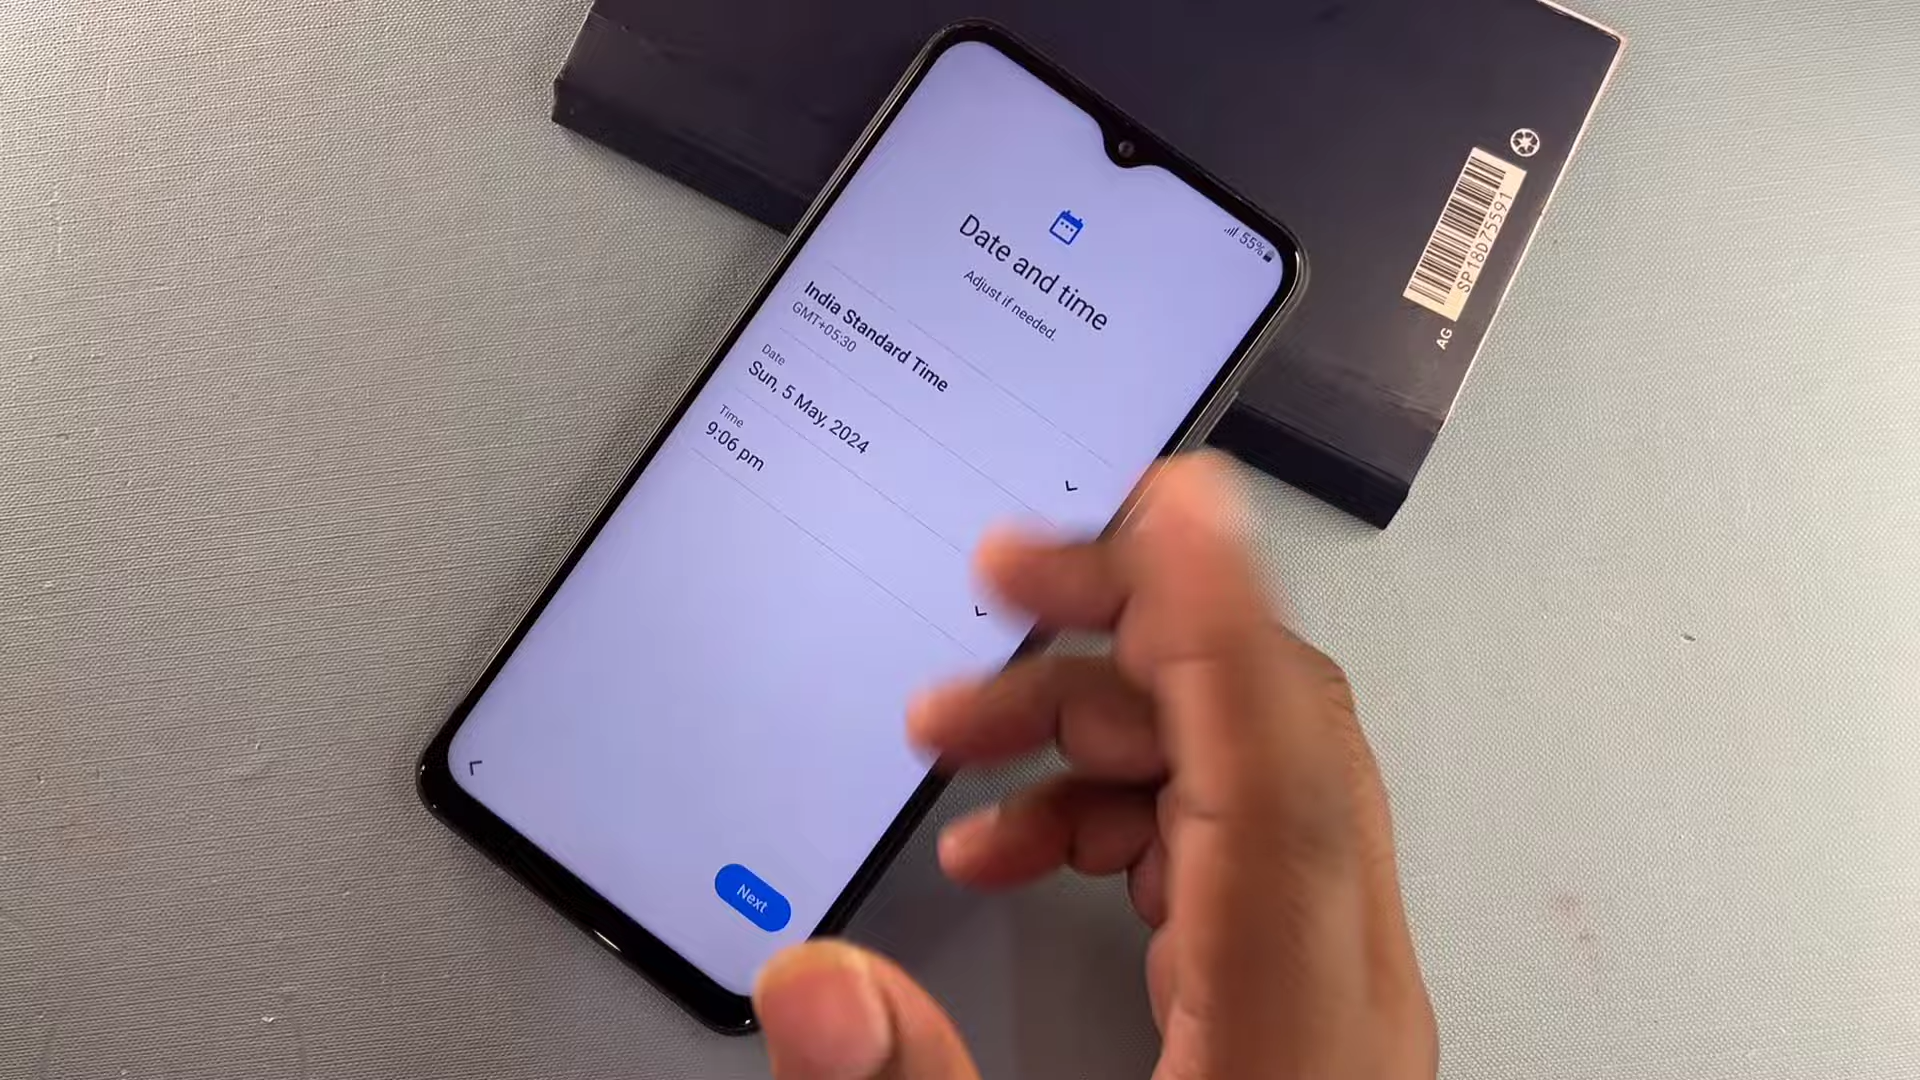 55%
Date and time
Adjust if needed.
India Standard Time
GMT+05:30
Date
Sun, 5 May, 2024
Time
9:06 pm
Next
SP18D75591
AG